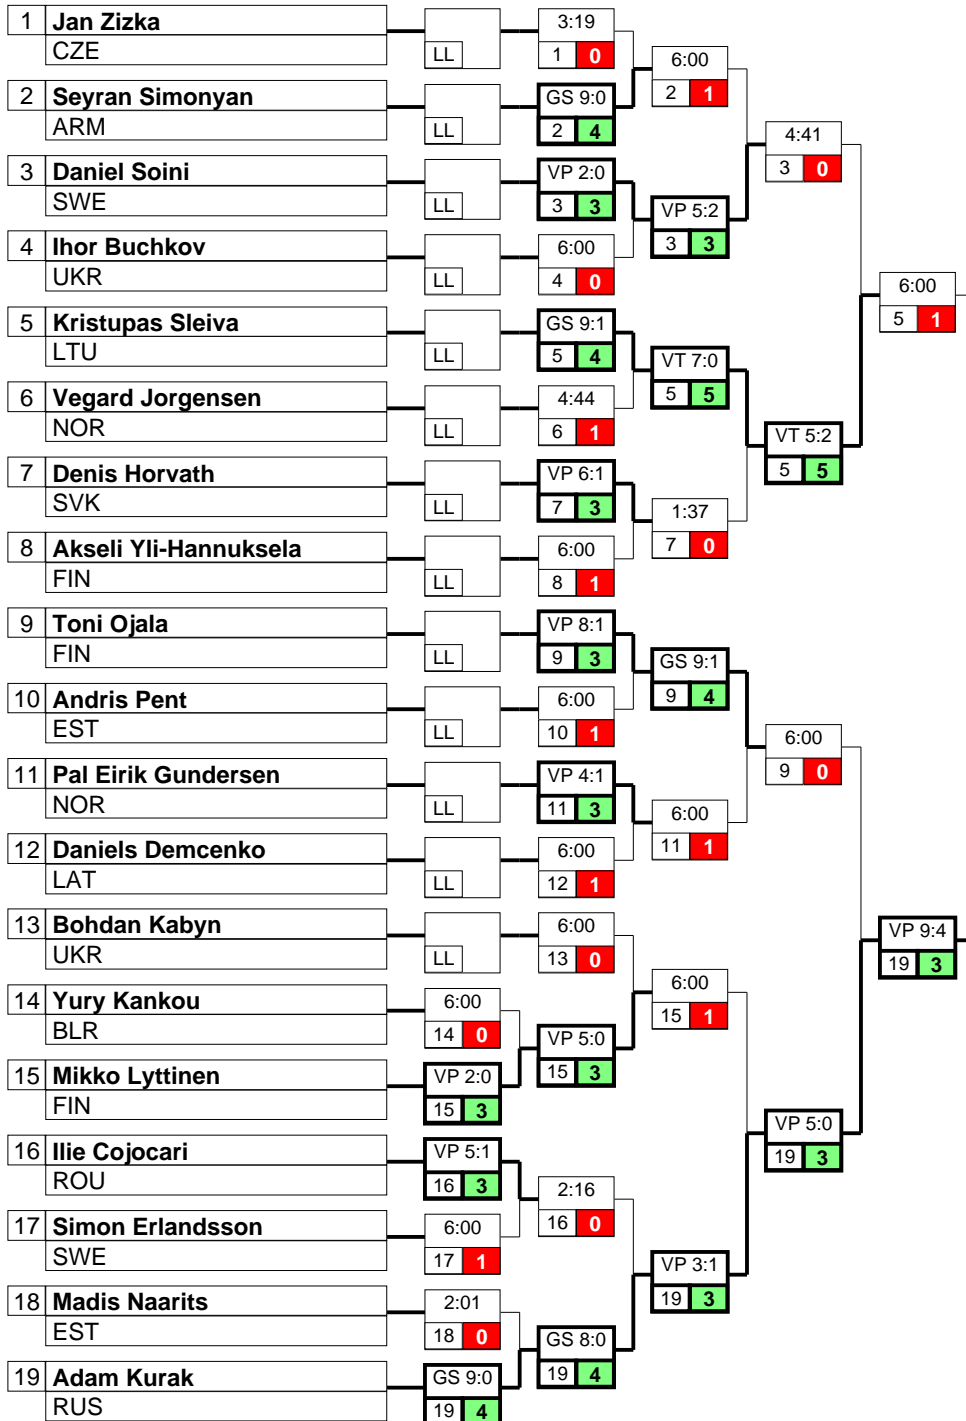 1 Jan Zizka
CZE
LL
3:19
1 0
2 Seyran Simonyan
ARM
LL
GS 9:0
2 4
6:00
2 1
3 Daniel Soini
SWE
LL
VP 2:0
3 3
4 Ihor Buchkov
UKR
LL
6:00
4 0
VP 5:2
3 3
4:41
3 0
5 Kristupas Sleiva
LTU
LL
GS 9:1
5 4
6 Vegard Jorgensen
NOR
LL
4:44
6 1
VT 7:0
5 5
7 Denis Horvath
SVK
LL
VP 6:1
7 3
8 Akseli Yli-Hannuksela
FIN
LL
6:00
8 1
1:37
7 0
VT 5:2
5 5
6:00
5 1
9 Toni Ojala
FIN
LL
VP 8:1
9 3
10 Andris Pent
EST
LL
6:00
10 1
GS 9:1
9 4
11 Pal Eirik Gundersen
NOR
LL
VP 4:1
11 3
12 Daniels Demcenko
LAT
LL
6:00
12 1
6:00
11 1
6:00
9 0
13 Bohdan Kabyn
UKR
LL
6:00
13 0
14 Yury Kankou
BLR
6:00
14 0
15 Mikko Lyttinen
FIN
VP 2:0
15 3
VP 5:0
15 3
6:00
15 1
16 Ilie Cojocari
ROU
VP 5:1
16 3
17 Simon Erlandsson
SWE
6:00
17 1
2:16
16 0
18 Madis Naarits
EST
2:01
18 0
19 Adam Kurak
RUS
GS 9:0
19 4
GS 8:0
19 4
VP 3:1
19 3
VP 5:0
19 3
VP 9:4
19 3